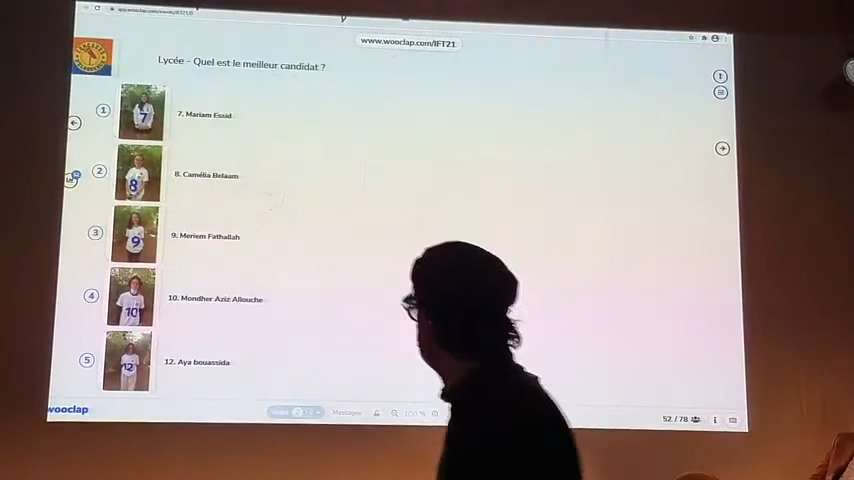 www.wooclap.com/IFT21
Lycée - Quel est le meilleur candidat ?
1
7
7. Mariam Essid
2
8
8. Camélia Belaam
3
9
9. Meriem Fathallah
4
10
10. Mondher Aziz Allouche
5
12
12. Aya bouassida
wooclap
Messages
100 %
52 / 78